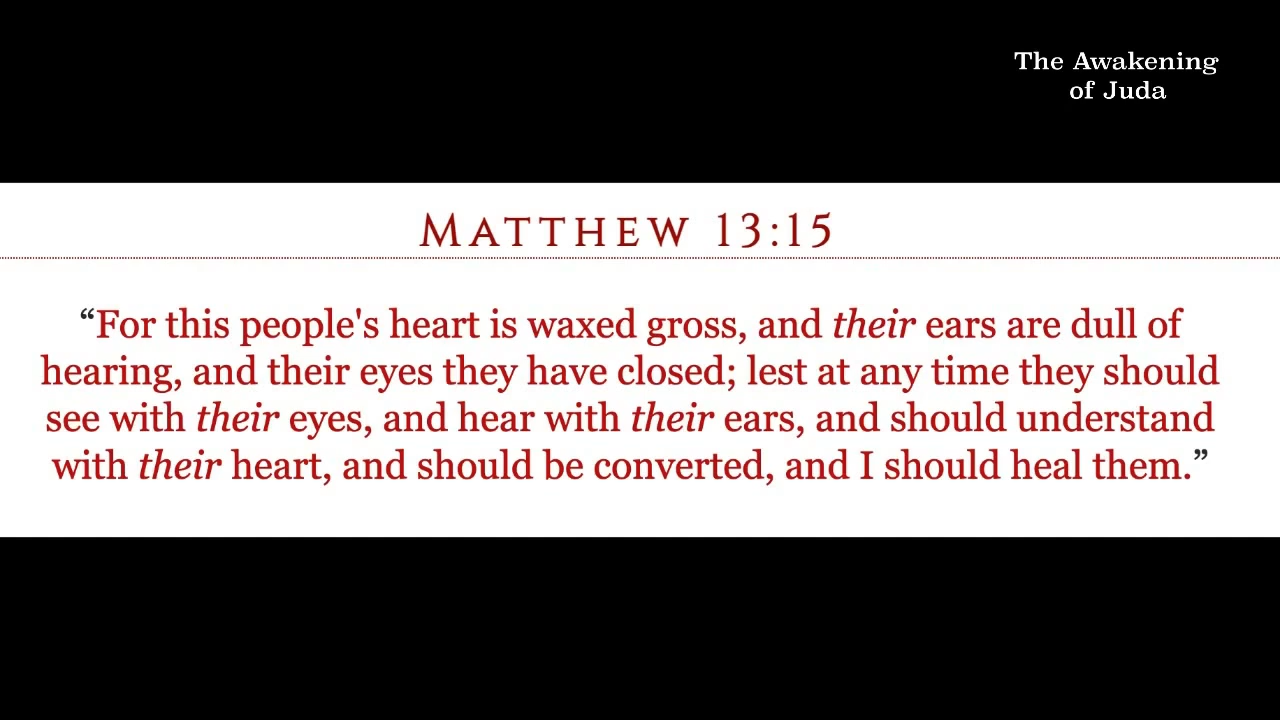 The Awakening
of Juda
MATTHEW 13:15
“For this people's heart is waxed gross, and their ears are dull of
hearing, and their eyes they have closed; lest at any time they should
see with their eyes, and hear with their ears, and should understand
with their heart, and should be converted, and I should heal them.”